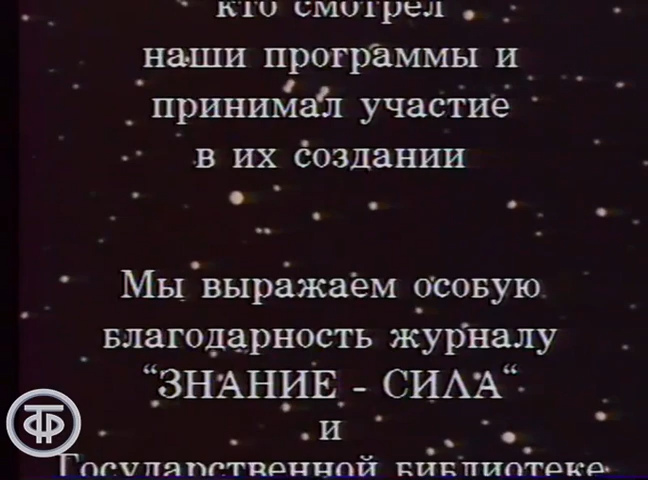 кто смотрел
наши программы и
принимал участие
в их создании
Мы выражаем особую
благодарность журналу
“ЗНАНИЕ - СИЛА“
и
Государственной библиотеке